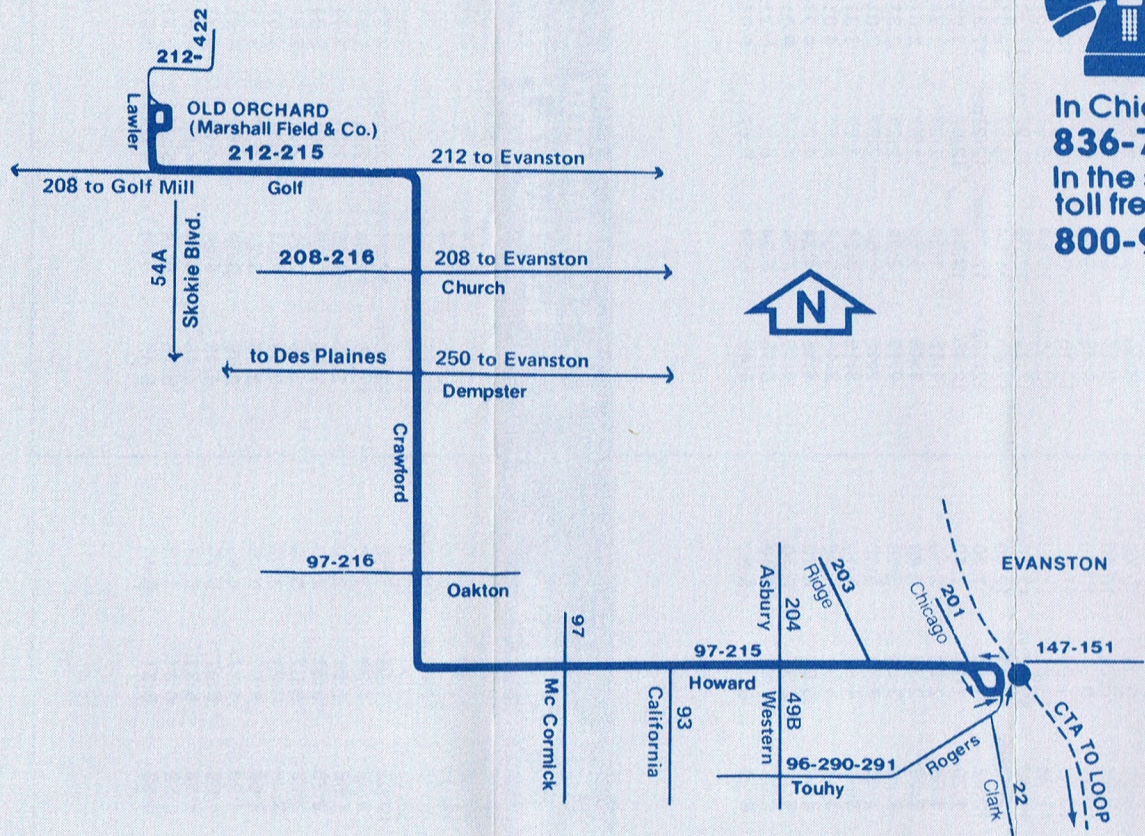 212-422
Lawler
OLD ORCHARD
(Marshall Field & Co.)
212-215
212 to Evanston
208 to Golf Mill
Golf
54A
Skokie Blvd.
208-216
208 to Evanston
Church
to Des Plaines
250 to Evanston
Dempster
Crawford
97-216
Oakton
N
In Chi
836-7
In the
toll fre
800-9
97
Mc Cormick
California
93
97-215
Howard
Asbury
204
Western
49B
Ridge
203
Chicago
201
EVANSTON
147-151
96-290-291
Touhy
Rogers
22
Clark
CTA TO LOOP